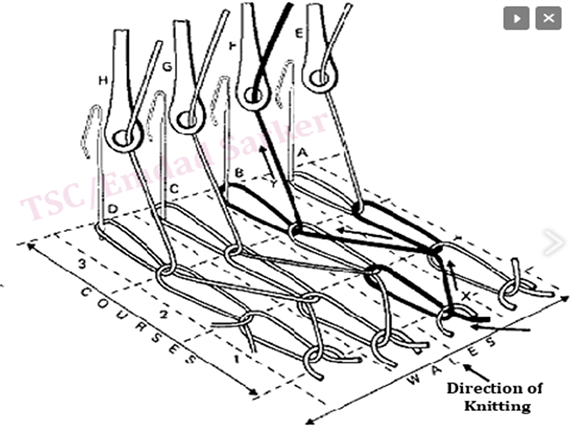 E
F
G
H
A
B
C
D
TSC/Emdad Sarker
Y
X
3
2
1
COURSES
WALES
Direction of
Knitting